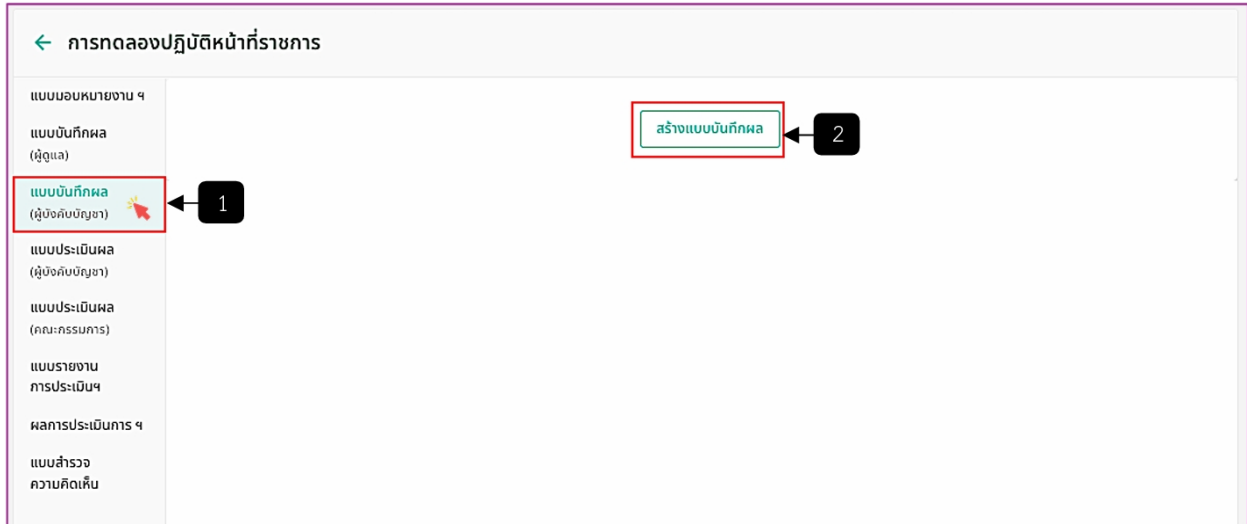 การทดลองปฏิบัติหน้าที่ราชการ
แบบมอบหมายงาน ฯ
แบบบันทึกผล
(ผู้ดูแล)
แบบบันทึกผล
(ผู้บังคับบัญชา)
1
สร้างแบบบันทึกผล
2
แบบประเมินผล
(ผู้บังคับบัญชา)
แบบประเมินผล
(คณะกรรมการ)
แบบรายงาน
การประเมินฯ
ผลการประเมินการ ฯ
แบบสำรวจ
ความคิดเห็น